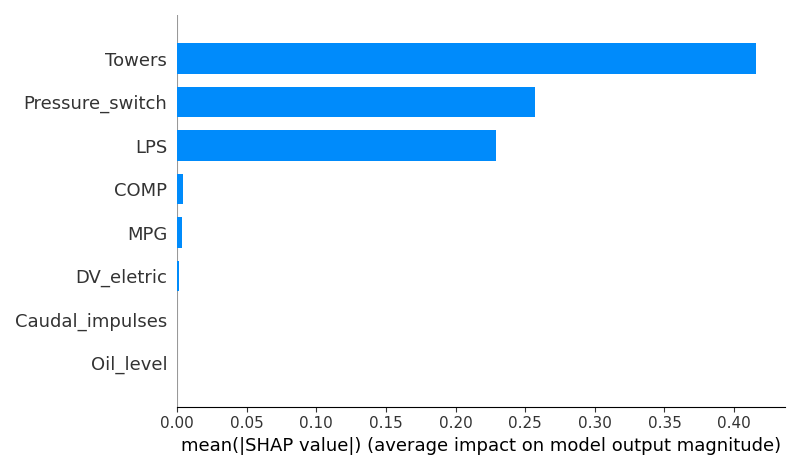 Towers
Pressure_switch
LPS
COMP
MPG
DV_eletric
Caudal_impulses
Oil_level
0.00 0.05 0.10 0.15 0.20 0.25 0.30 0.35 0.40
mean(|SHAP value|) (average impact on model output magnitude)